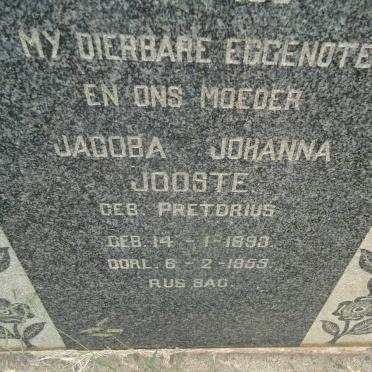 MY DIERBARE EGGENOTE
EN ONS MOEDER
JACOBA JOHANNA
JOOSTE
GEB. PRETORIUS
GEB. 14 - 1 - 1893.
OORL. 6 - 2 - 1955
RUS SAG.